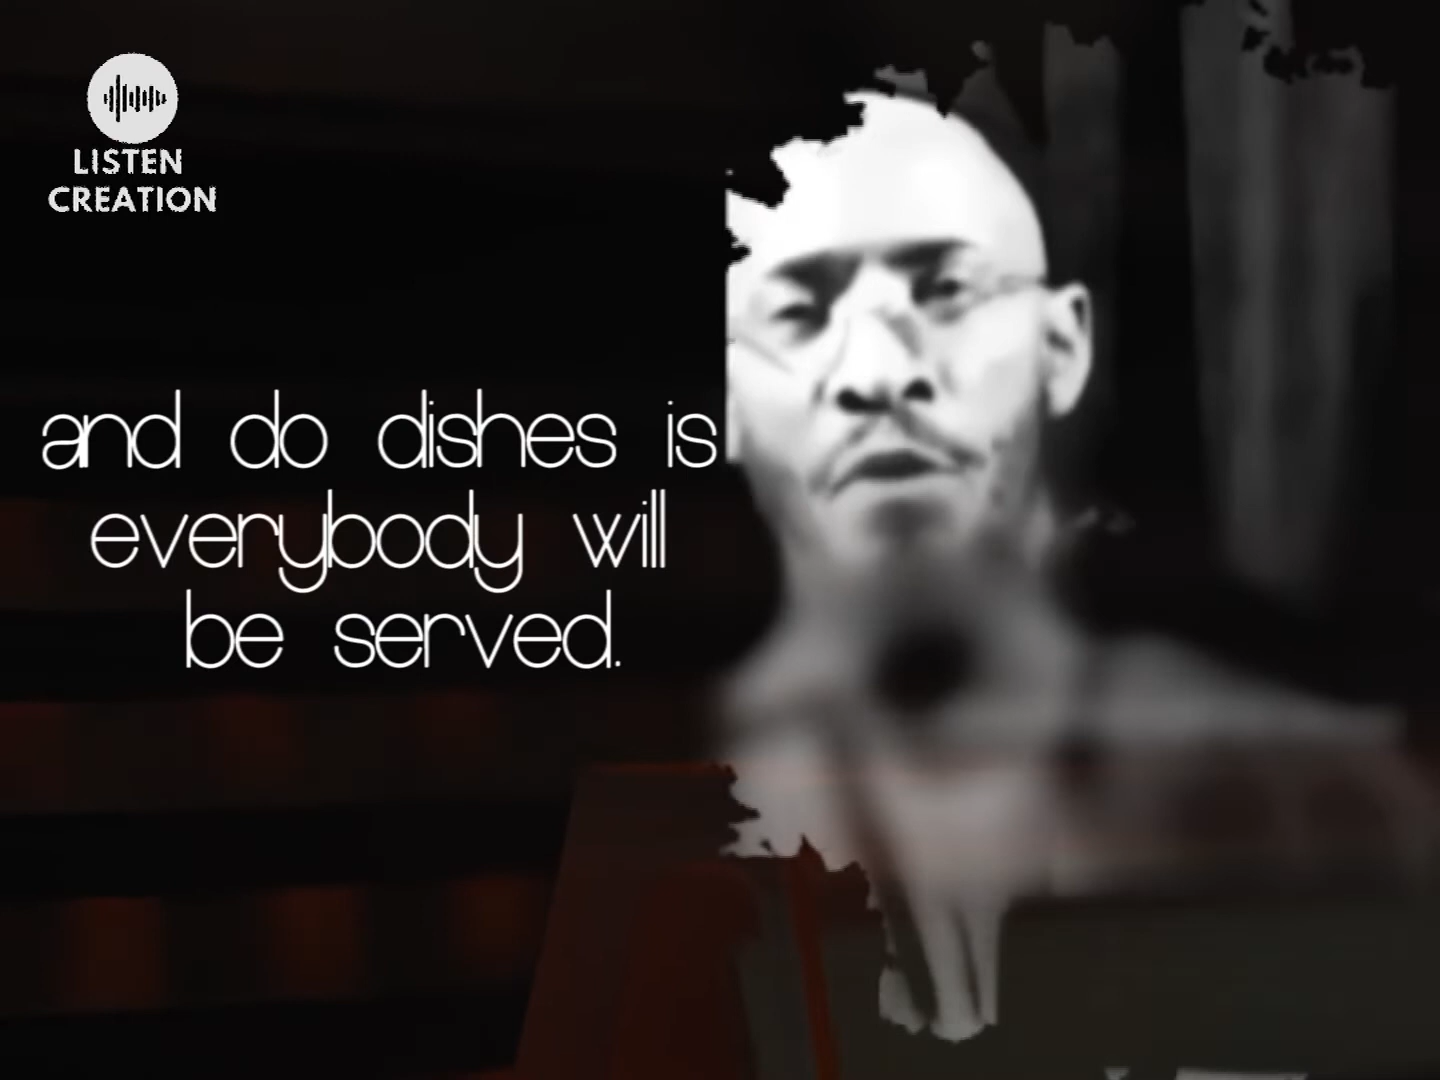 LISTEN
CREATION
and do dishes is
everybody will
be served.